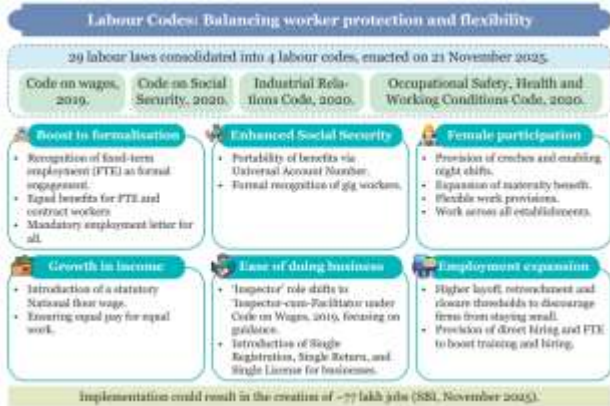 Labour Codes: Balancing worker protection and flexibility
29 labour laws consolidated into 4 labour codes, enacted on 21 November 2025.
Code on wages,
2019.
Code on Social
Security, 2020.
Industrial Rela-
tions Code, 2020.
Occupational Safety, Health and
Working Conditions Code, 2020.
Boost to formalisation
• Recognition of fixed-term
employment (FTE) as formal
engagement.
• Equal benefits for FTE and
contract workers
• Mandatory employment letter for
all.
Enhanced Social Security
• Portability of benefits via
Universal Account Number.
• Formal recognition of gig workers.
Female participation
• Provision of creches and enabling
night shifts.
• Expansion of maternity benefit.
• Flexible work provisions.
• Work across all establishments.
Growth in income
• Introduction of a statutory
National floor wage.
• Ensuring equal pay for equal
work.
Ease of doing business
• 'Inspector' role shifts to
'Inspector-cum-Facilitator under
Code on Wages, 2019, focusing on
guidance.
• Introduction of Single
Registration, Single Return, and
Single License for businesses.
Employment expansion
• Higher layoff, retrenchment and
closure thresholds to discourage
firms from staying small.
• Provision of direct hiring and FTE
to boost training and hiring.
Implementation could result in the creation of ~77 lakh jobs (SBI, November 2025).